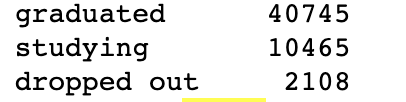 graduated 40745
studying 10465
dropped out 2108